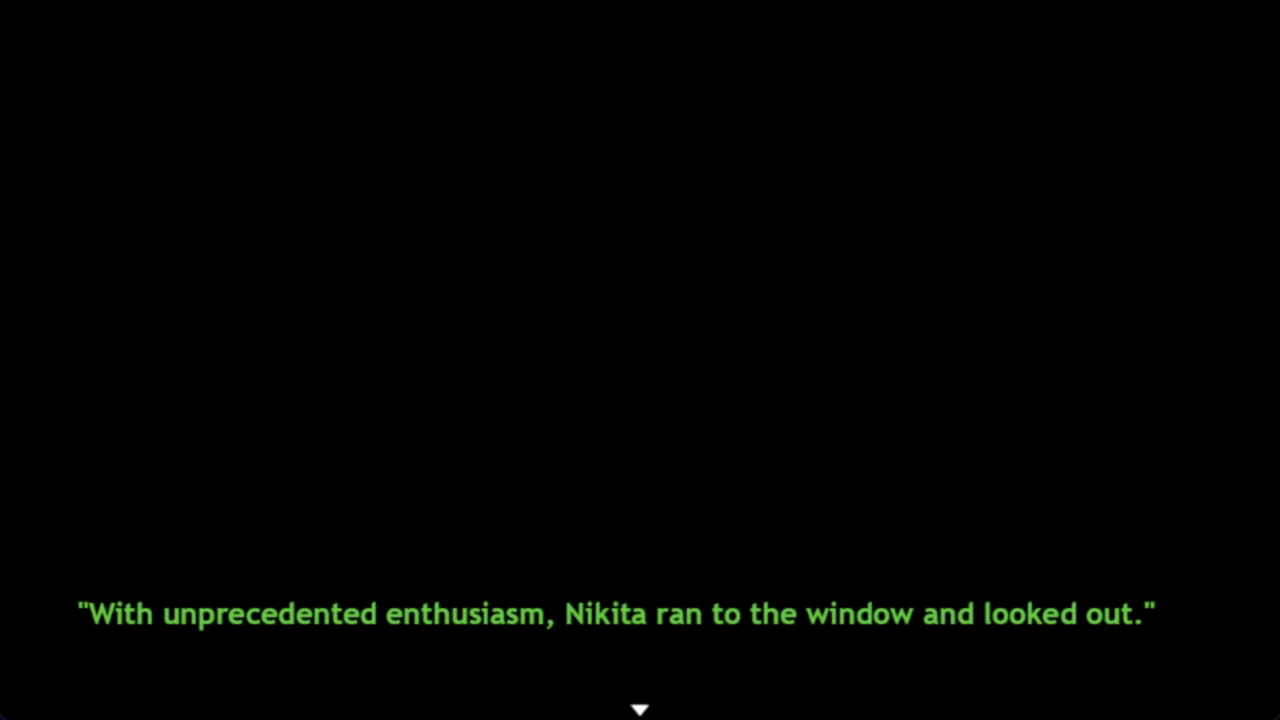 "With unprecedented enthusiasm, Nikita ran to the window and looked out."